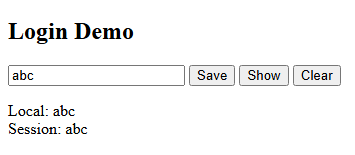 Login Demo
abc Save Show Clear
Local: abc
Session: abc